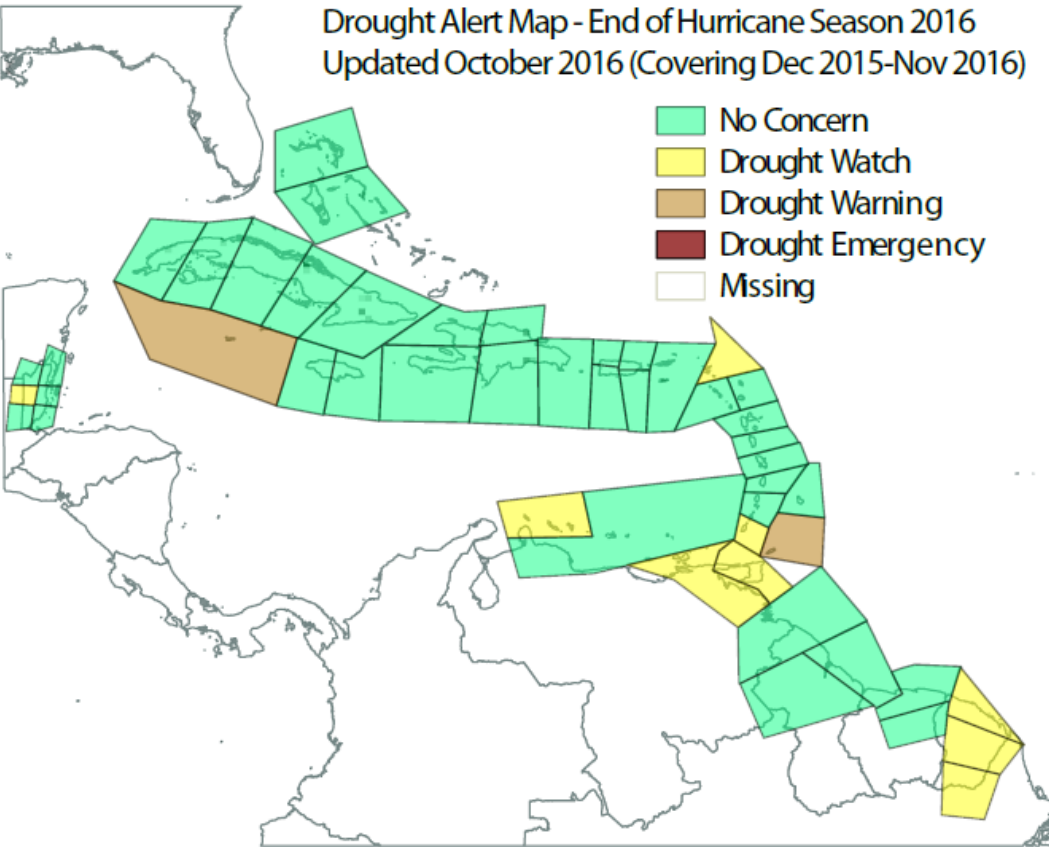 Drought Alert Map - End of Hurricane Season 2016
Updated October 2016 (Covering Dec 2015-Nov 2016)
No Concern
Drought Watch
Drought Warning
Drought Emergency
Missing